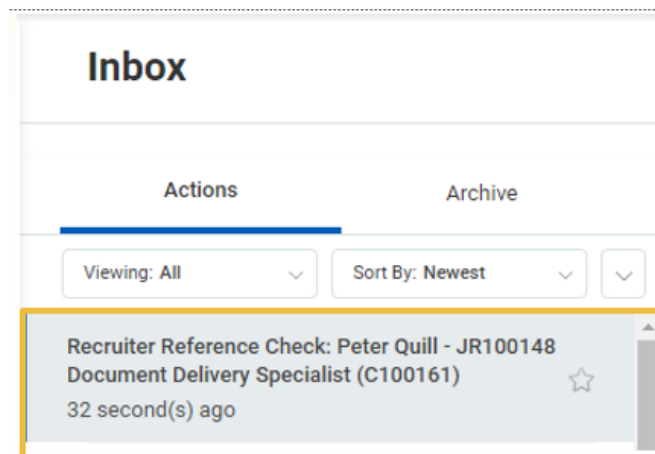 Inbox
Actions
Archive
Viewing: All
Sort By: Newest
Recruiter Reference Check: Peter Quill - JR100148
Document Delivery Specialist (C100161)
32 second(s) ago